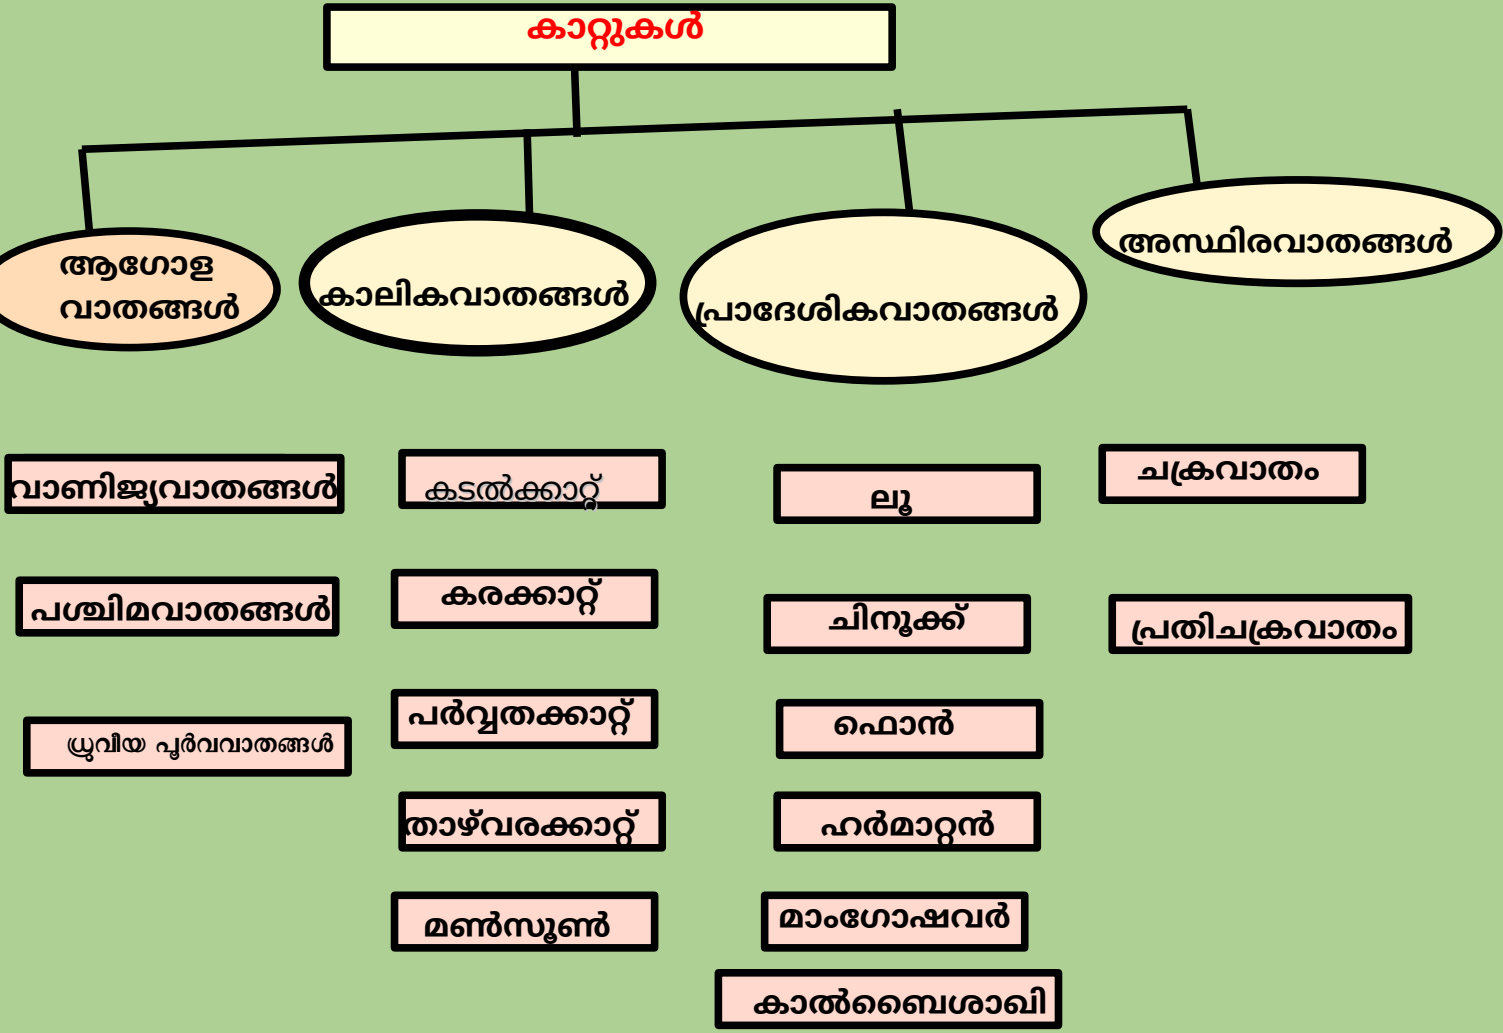 കാറ്റുകൾ
ആഗോള
വാതങ്ങൾ
കാലികവാതങ്ങൾ
പ്രാദേശികവാതങ്ങൾ
അസ്ഥിരവാതങ്ങൾ
വാണിജ്യവാതങ്ങൾ
പശ്ചിമവാതങ്ങൾ
ധ്രുവീയ പൂർവവാതങ്ങൾ
കടൽക്കാറ്റ്
കരക്കാറ്റ്
പർവ്വതക്കാറ്റ്
താഴ്‌വരക്കാറ്റ്
മൺസൂൺ
ലൂ
ചിനൂക്ക്
ഫൊൻ
ഹർമാറ്റൻ
മാംഗോഷവർ
കാൽബൈശാഖി
ചക്രവാതം
പ്രതിചക്രവാതം